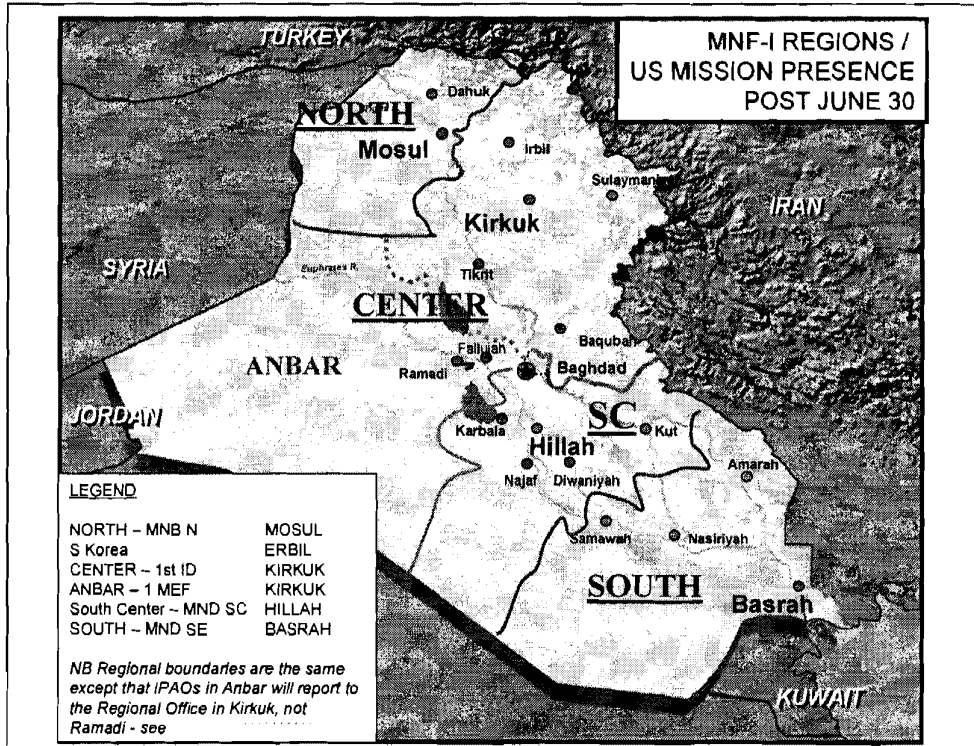 MNF-I REGIONS /
US MISSION PRESENCE
POST JUNE 30
TURKEY
Dahuk
NORTH
Mosul
Irbil
Sulaymani
Kirkuk
IRAN
SYRIA
Euphrates R.
Tikrit
CENTER
Baqubah
Fallujah
ANBAR
Ramadi
Baghdad
JORDAN
SC
Karbala
Hillah
Kut
Najaf
Diwaniyah
Amarah
Samawah
Nasiriyah
SOUTH
Basrah
KUWAIT
LEGEND
NORTH – MNB N MOSUL
S Korea ERBIL
CENTER – 1st ID KIRKUK
ANBAR – 1 MEF KIRKUK
South Center – MND SC HILLAH
SOUTH – MND SE BASRAH
NB Regional boundaries are the same
except that IPAOs in Anbar will report to
the Regional Office in Kirkuk, not
Ramadi - see